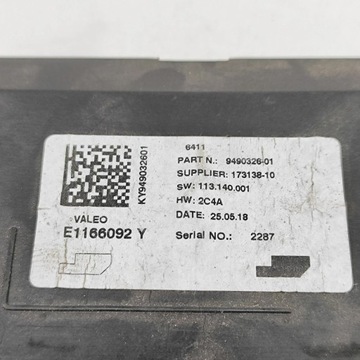 6411
PART N.: 9490326-01
SUPPLIER: 173138-10
SW: 113.140.001
HW: 2C4A
DATE: 25.05.18
Serial NO.: 2287
KY949032601
VALEO
E1166092 Y